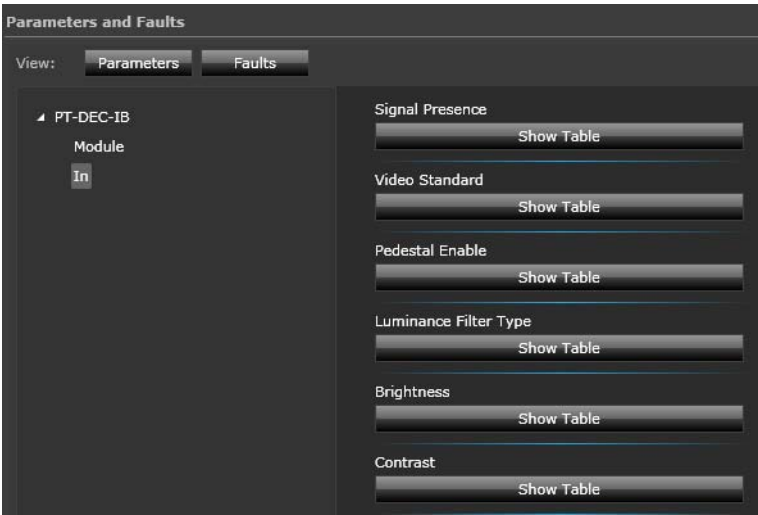 Parameters and Faults
View: Parameters Faults
PT-DEC-IB
Module
In
Signal Presence
Show Table
Video Standard
Show Table
Pedestal Enable
Show Table
Luminance Filter Type
Show Table
Brightness
Show Table
Contrast
Show Table